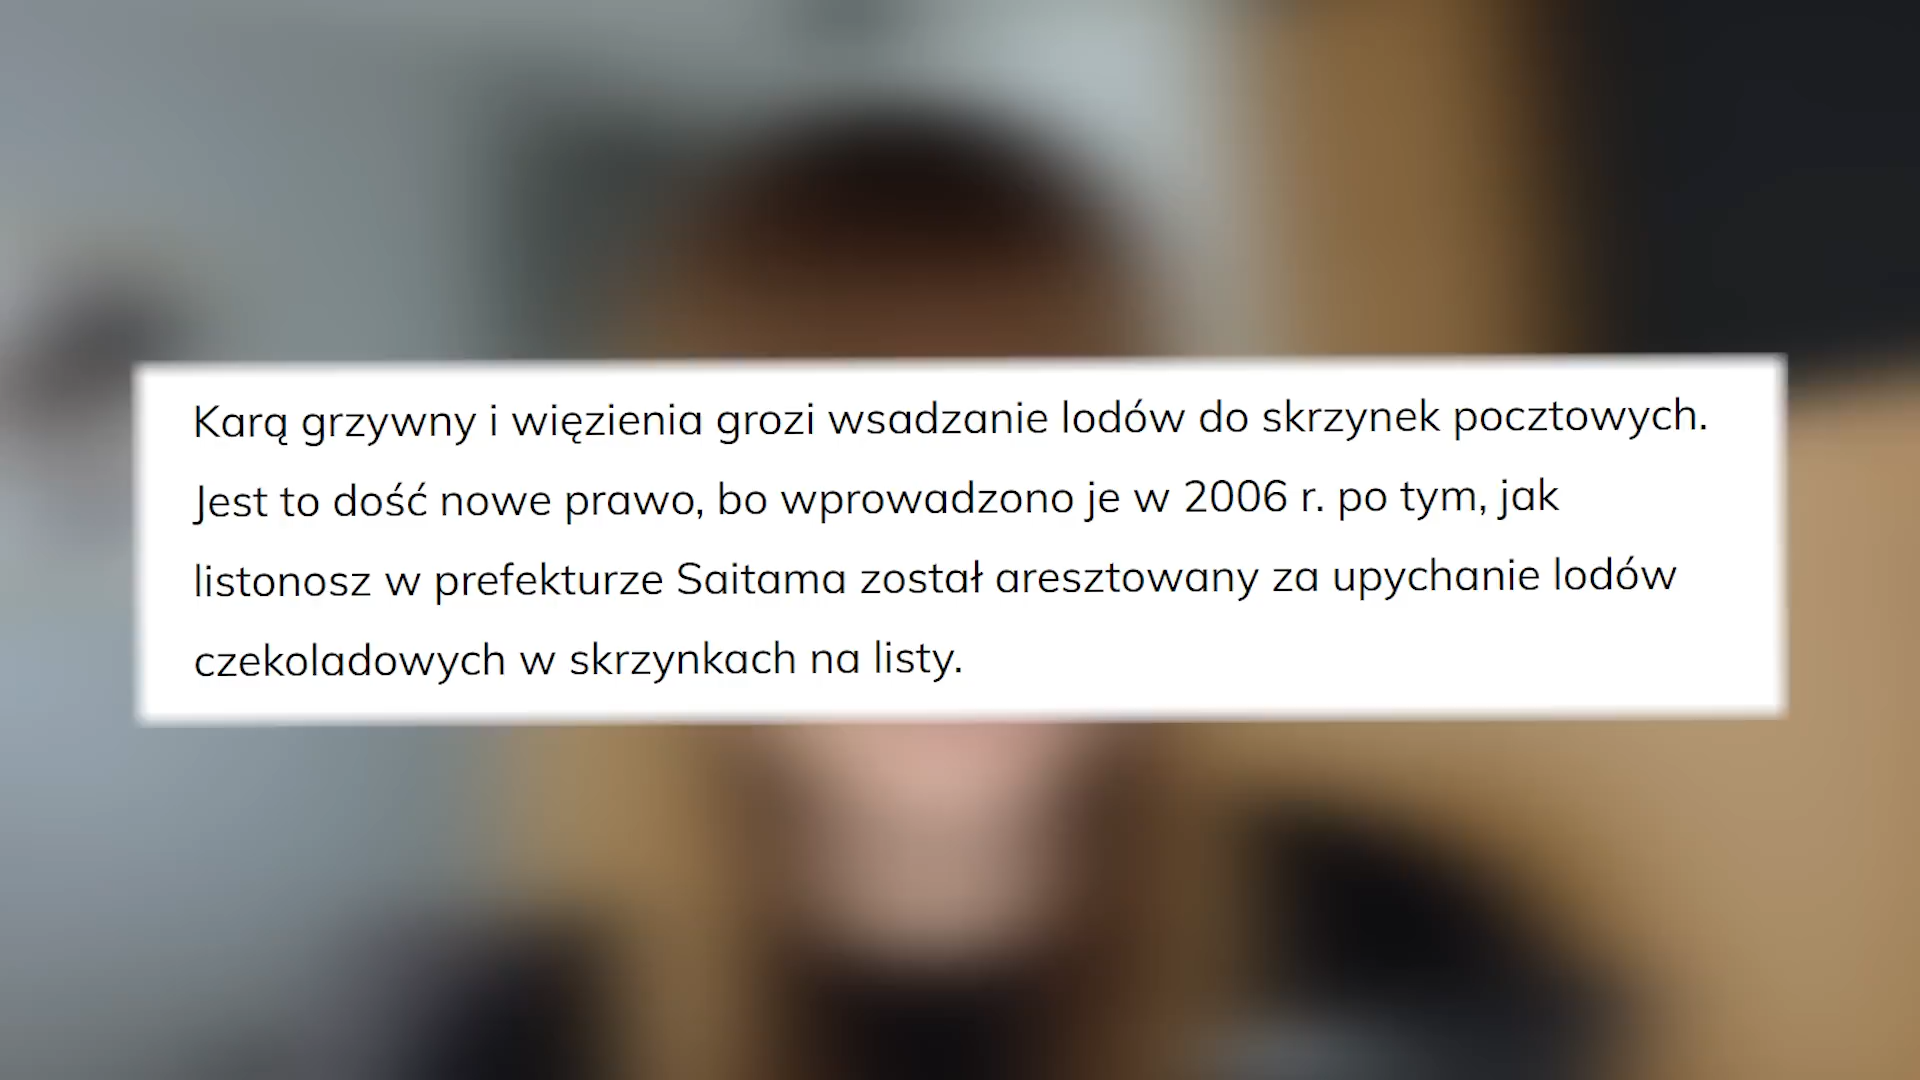 Karą grzywny i więzienia grozi wsadzanie lodów do skrzynek pocztowych.
Jest to dość nowe prawo, bo wprowadzono je w 2006 r. po tym, jak
listonosz w prefekturze Saitama został aresztowany za upychanie lodów
czekoladowych w skrzynkach na listy.